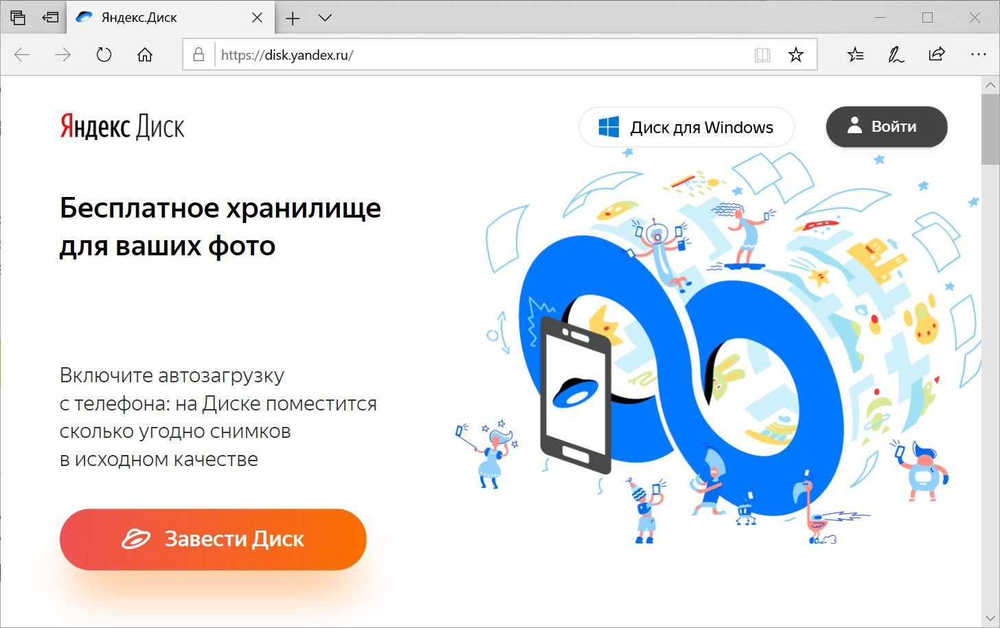 Яндекс.Диск
https://disk.yandex.ru/
Яндекс Диск
Диск для Windows
Войти
Бесплатное хранилище
для ваших фото
Включите автозагрузку
с телефона: на Диске поместится
сколько угодно снимков
в исходном качестве
Завести Диск